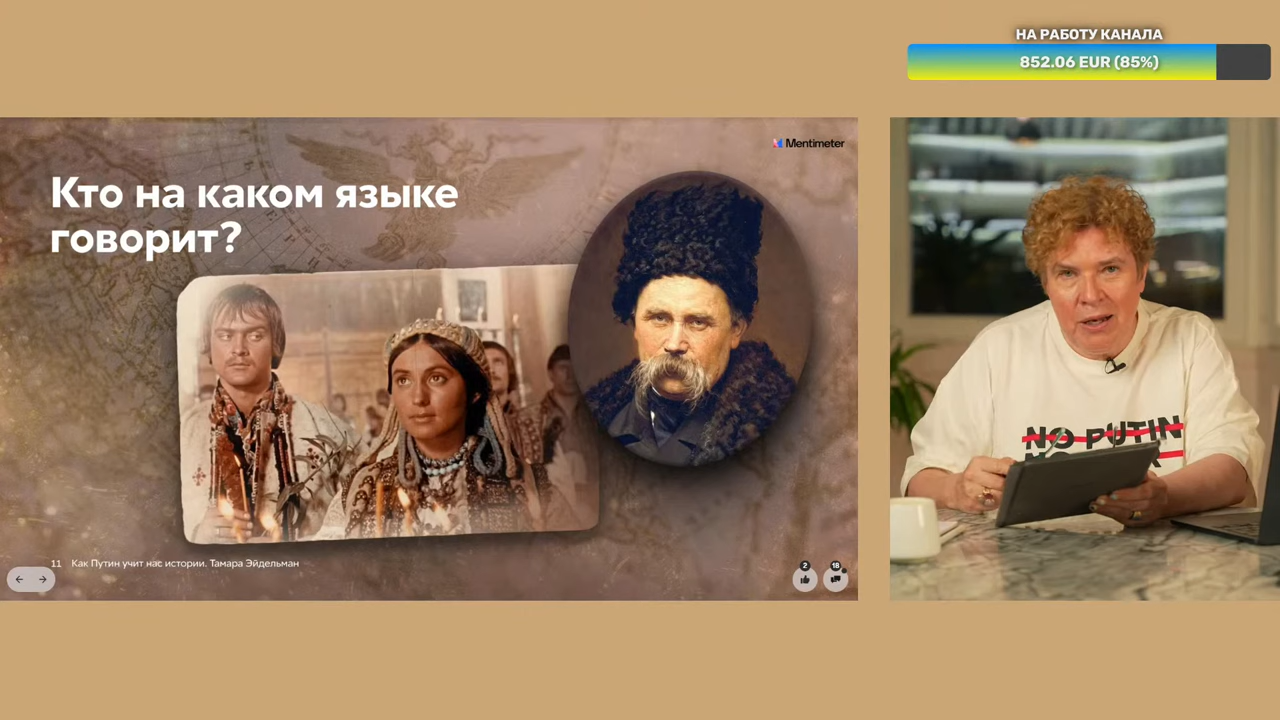 НА РАБОТУ КАНАЛА
852.06 EUR (85%)
Mentimeter
Кто на каком языке
говорит?
NO PUTIN
11 Как Путин учит нас истории. Тамара Эйдельман
2
18